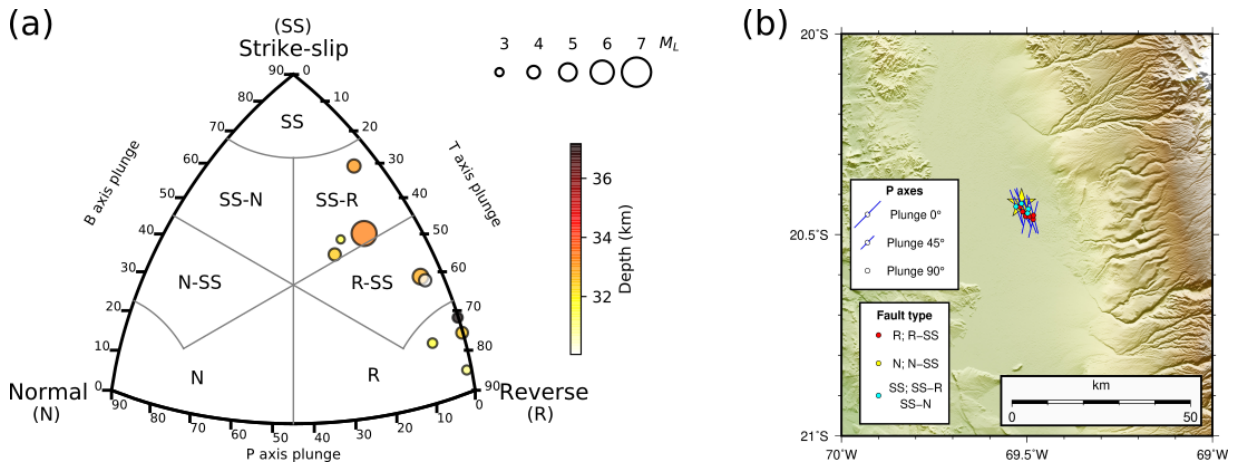 (a)
(SS)
Strike-slip
90 0
80 10
70 20
60 30
50 40
40 50
30 60
20 70
10 80
0 90
B axis plunge
T axis plunge
SS
SS-N
SS-R
N-SS
R-SS
N
R
Normal
(N)
Reverse
(R)
90 80 70 60 50 45 40 30 20 10 0
P axis plunge
3 4 5 6 7 M_L
36
34
32
Depth (km)
(b)
20°S
20.5°S
21°S
70°W
69.5°W
69°W
P axes
Plunge 0°
Plunge 45°
Plunge 90°
Fault type
R; R−SS
N; N−SS
SS; SS−R
SS−N
km
0 50